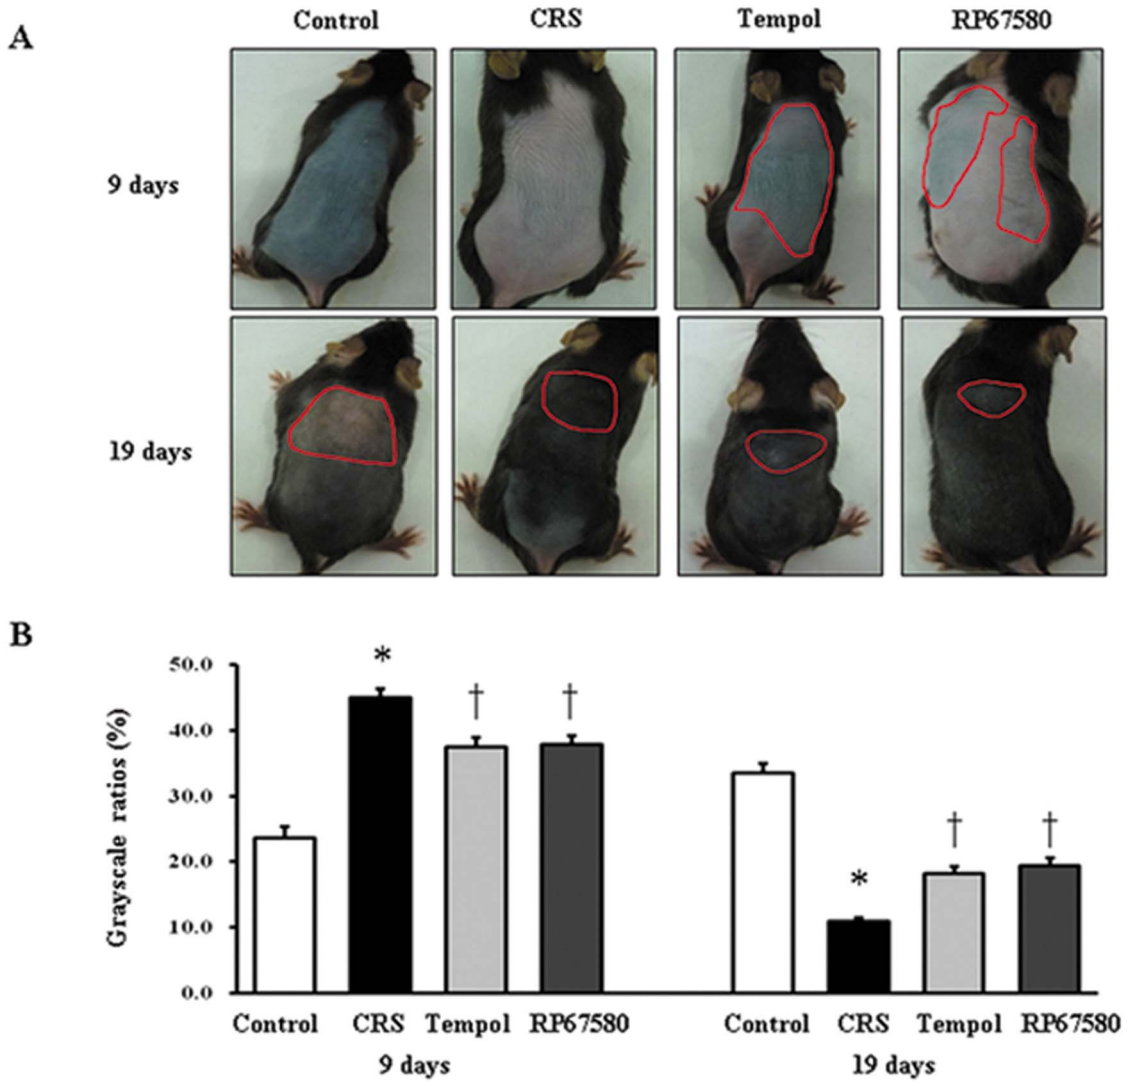 A
Control CRS Tempol RP67580
9 days
19 days
B
Grayscale ratios (%)
50.0
40.0
30.0
20.0
10.0
0.0
* † † * † †
Control CRS Tempol RP67580 Control CRS Tempol RP67580
9 days 19 days